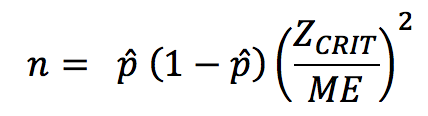 n = p̂ (1 − p̂) (Z_CRIT / ME)²